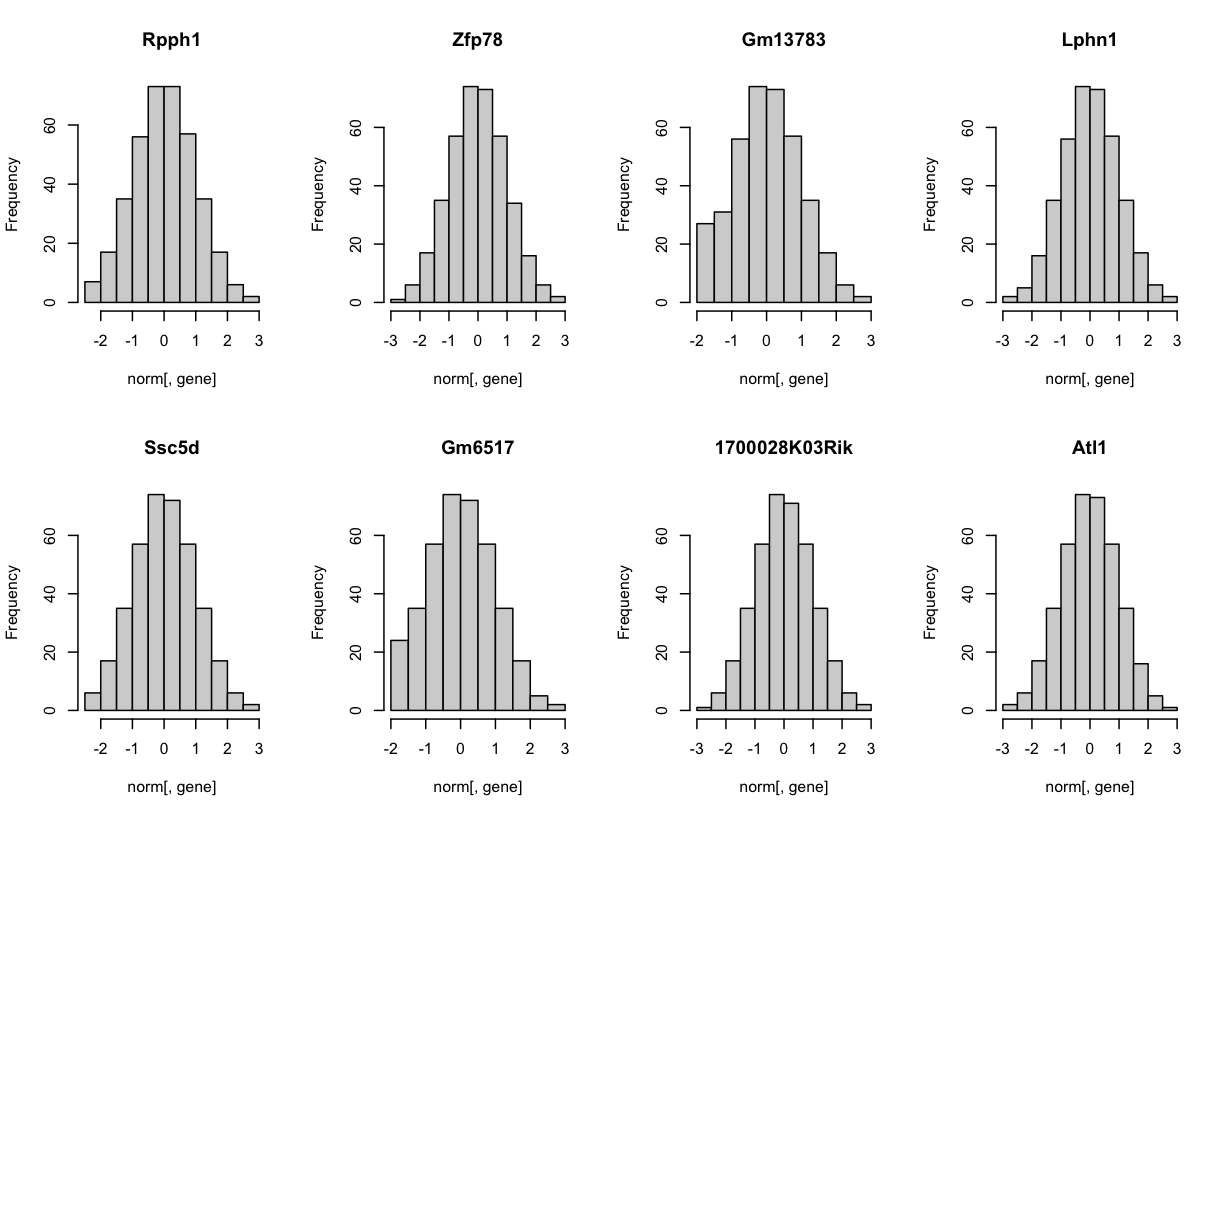 Rpph1
Frequency
0 20 40 60
-2 -1 0 1 2 3
norm[, gene]
Zfp78
Frequency
0 20 40 60
-3 -2 -1 0 1 2 3
norm[, gene]
Gm13783
Frequency
0 20 40 60
-2 -1 0 1 2 3
norm[, gene]
Lphn1
Frequency
0 20 40 60
-3 -2 -1 0 1 2 3
norm[, gene]
Ssc5d
Frequency
0 20 40 60
-2 -1 0 1 2 3
norm[, gene]
Gm6517
Frequency
0 20 40 60
-2 -1 0 1 2 3
norm[, gene]
1700028K03Rik
Frequency
0 20 40 60
-3 -2 -1 0 1 2 3
norm[, gene]
Atl1
Frequency
0 20 40 60
-3 -2 -1 0 1 2 3
norm[, gene]